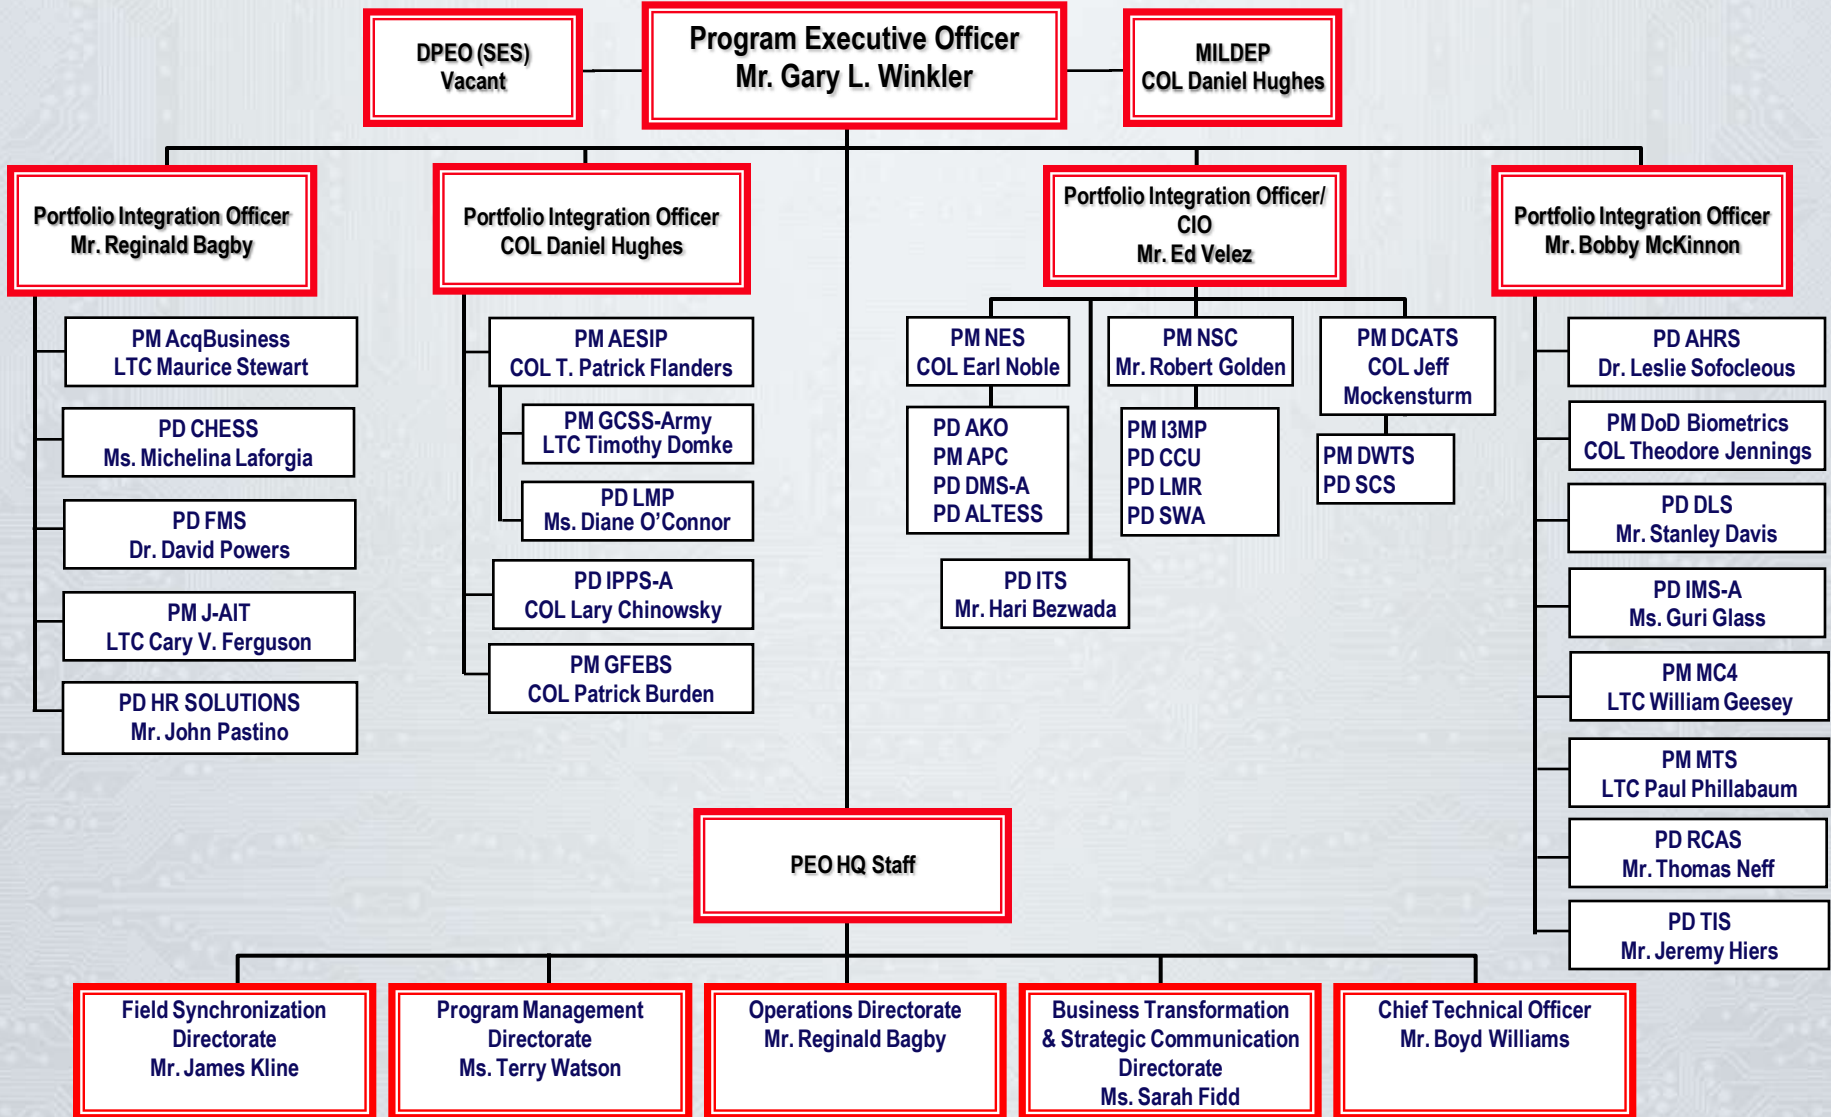 DPEO (SES)
Vacant
Program Executive Officer
Mr. Gary L. Winkler
MILDEP
COL Daniel Hughes
Portfolio Integration Officer
Mr. Reginald Bagby
PM AcqBusiness
LTC Maurice Stewart
PD CHESS
Ms. Michelina Laforgia
PD FMS
Dr. David Powers
PM J-AIT
LTC Cary V. Ferguson
PD HR SOLUTIONS
Mr. John Pastino
Portfolio Integration Officer
COL Daniel Hughes
PM AESIP
COL T. Patrick Flanders
PM GCSS-Army
LTC Timothy Domke
PD LMP
Ms. Diane O’Connor
PD IPPS-A
COL Lary Chinowsky
PM GFEBS
COL Patrick Burden
Portfolio Integration Officer/
CIO
Mr. Ed Velez
PM NES
COL Earl Noble
PD AKO
PM APC
PD DMS-A
PD ALTESS
PM NSC
Mr. Robert Golden
PM I3MP
PD CCU
PD LMR
PD SWA
PM DCATS
COL Jeff
Mockensturm
PM DWTS
PD SCS
PD ITS
Mr. Hari Bezwada
Portfolio Integration Officer
Mr. Bobby McKinnon
PD AHRS
Dr. Leslie Sofocleous
PM DoD Biometrics
COL Theodore Jennings
PD DLS
Mr. Stanley Davis
PD IMS-A
Ms. Guri Glass
PM MC4
LTC William Geesey
PM MTS
LTC Paul Phillabaum
PD RCAS
Mr. Thomas Neff
PD TIS
Mr. Jeremy Hiers
PEO HQ Staff
Field Synchronization
Directorate
Mr. James Kline
Program Management
Directorate
Ms. Terry Watson
Operations Directorate
Mr. Reginald Bagby
Business Transformation
& Strategic Communication
Directorate
Ms. Sarah Fidd
Chief Technical Officer
Mr. Boyd Williams